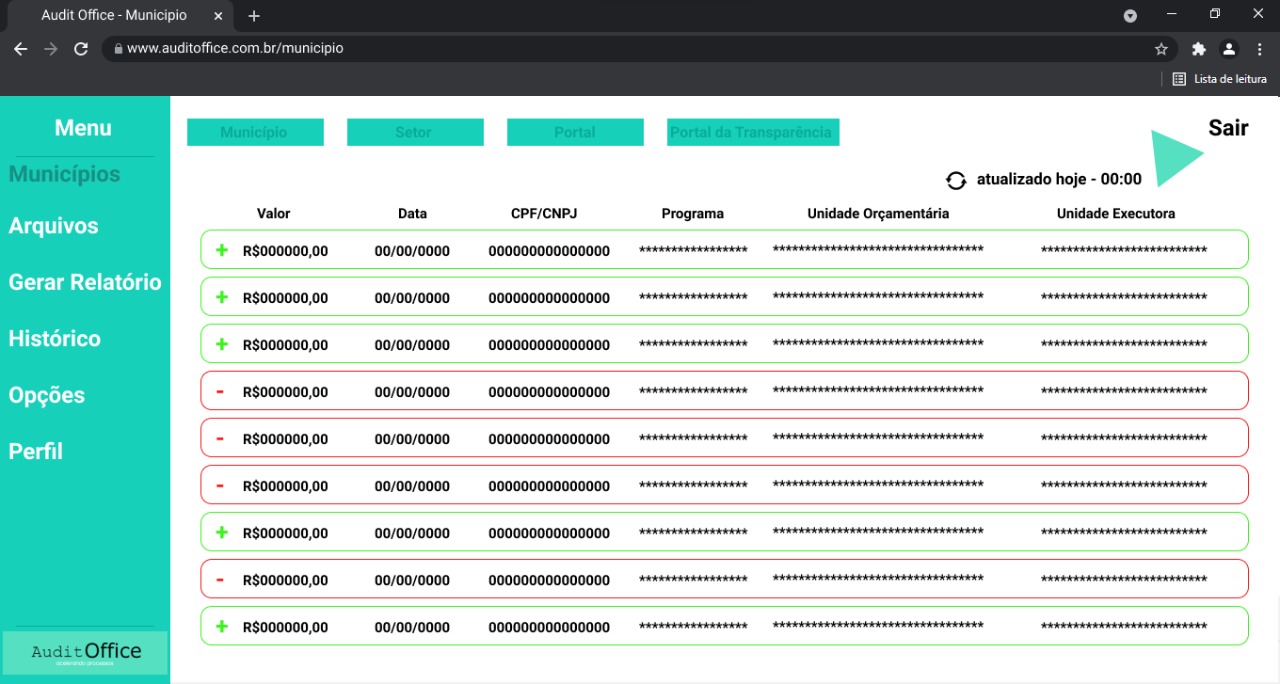 Audit Office - Municipio
www.auditoffice.com.br/municipio
Lista de leitura
Menu
Municípios
Arquivos
Gerar Relatório
Histórico
Opções
Perfil
AuditOffice
acelerando processos
Município Setor Portal Portal da Transparência
Sair
atualizado hoje - 00:00
Valor Data CPF/CNPJ Programa Unidade Orçamentária Unidade Executora
+ R$000000,00 00/00/0000 000000000000000 ***************** ********************************* **************************
+ R$000000,00 00/00/0000 000000000000000 ***************** ********************************* **************************
+ R$000000,00 00/00/0000 000000000000000 ***************** ********************************* **************************
- R$000000,00 00/00/0000 000000000000000 ***************** ********************************* **************************
- R$000000,00 00/00/0000 000000000000000 ***************** ********************************* **************************
- R$000000,00 00/00/0000 000000000000000 ***************** ********************************* **************************
+ R$000000,00 00/00/0000 000000000000000 ***************** ********************************* **************************
- R$000000,00 00/00/0000 000000000000000 ***************** ********************************* **************************
+ R$000000,00 00/00/0000 000000000000000 ***************** ********************************* **************************